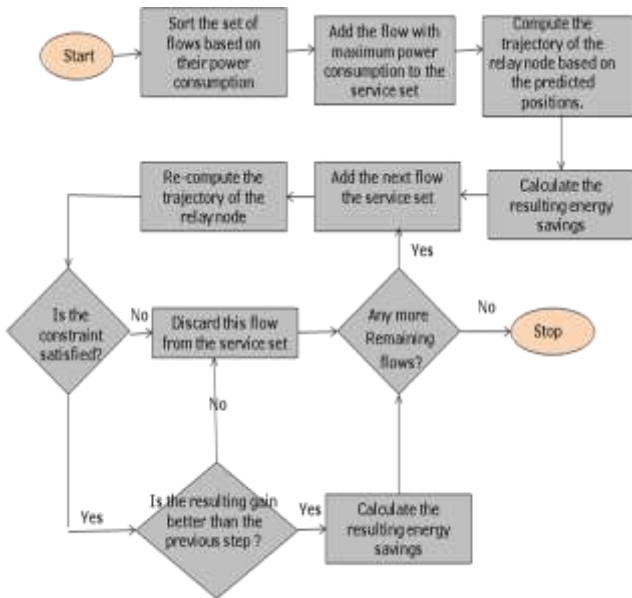 Start
Sort the set of
flows based on
their power
consumption
Add the flow with
maximum power
consumption to the
service set
Compute the
trajectory of the
relay node based on
the predicted
positions.
Re-compute the
trajectory of the
relay node
Add the next flow
the service set
Calculate the
resulting energy
savings
Yes
Is the
constraint
satisfied?
No
Discard this flow
from the service set
Any more
Remaining
flows?
No
Stop
No
Yes
Is the resulting gain
better than the
previous step ?
Yes
Calculate the
resulting energy
savings